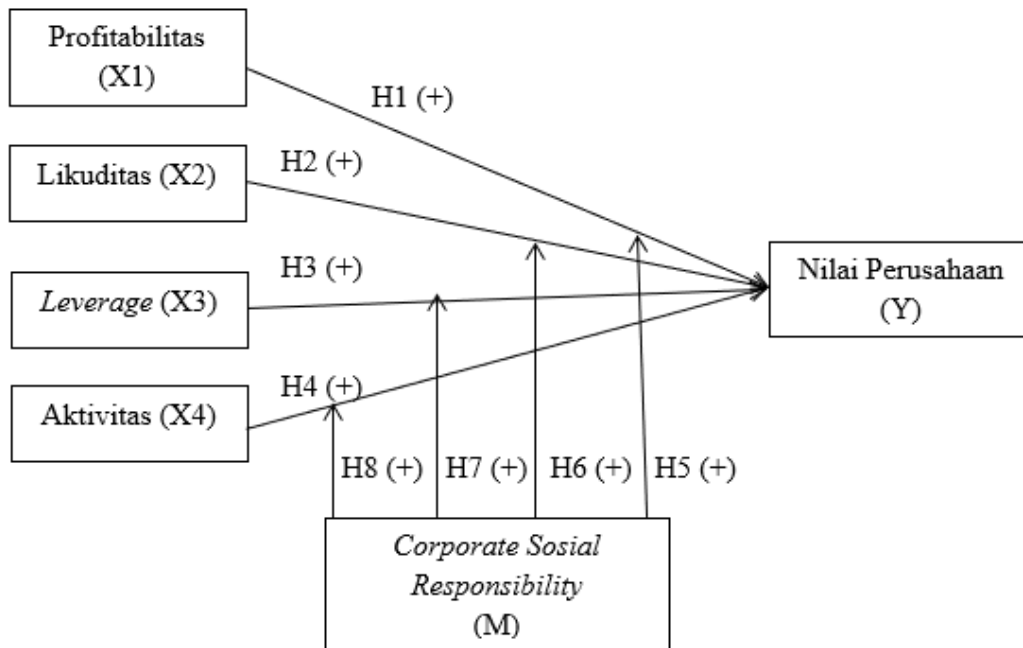 Profitabilitas
(X1)
H1 (+)
Likuditas (X2)
H2 (+)
Leverage (X3)
H3 (+)
Nilai Perusahaan
(Y)
Aktivitas (X4)
H4 (+)
H8 (+)
H7 (+)
H6 (+)
H5 (+)
Corporate Sosial
Responsibility
(M)